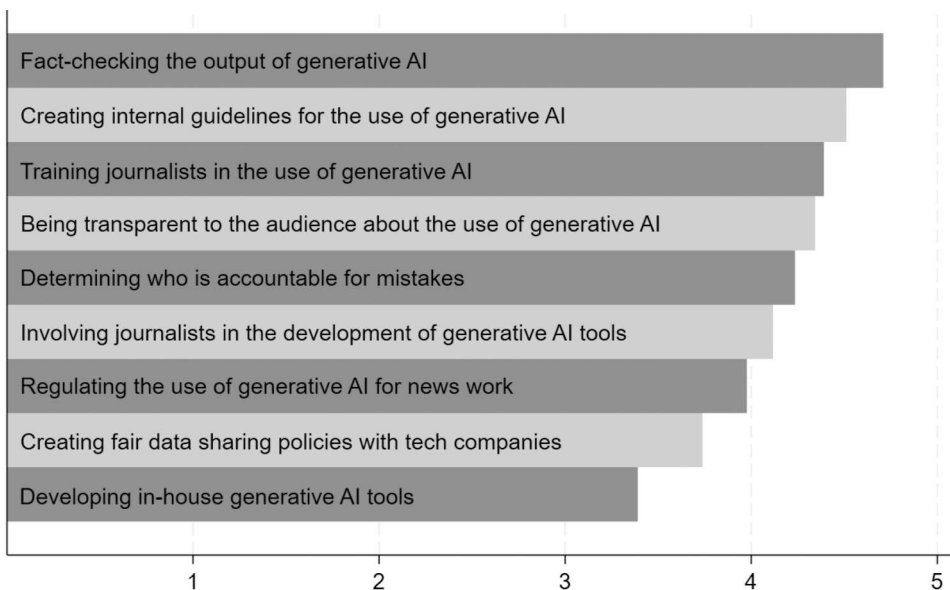 Fact-checking the output of generative AI
Creating internal guidelines for the use of generative AI
Training journalists in the use of generative AI
Being transparent to the audience about the use of generative AI
Determining who is accountable for mistakes
Involving journalists in the development of generative AI tools
Regulating the use of generative AI for news work
Creating fair data sharing policies with tech companies
Developing in-house generative AI tools
1 2 3 4 5